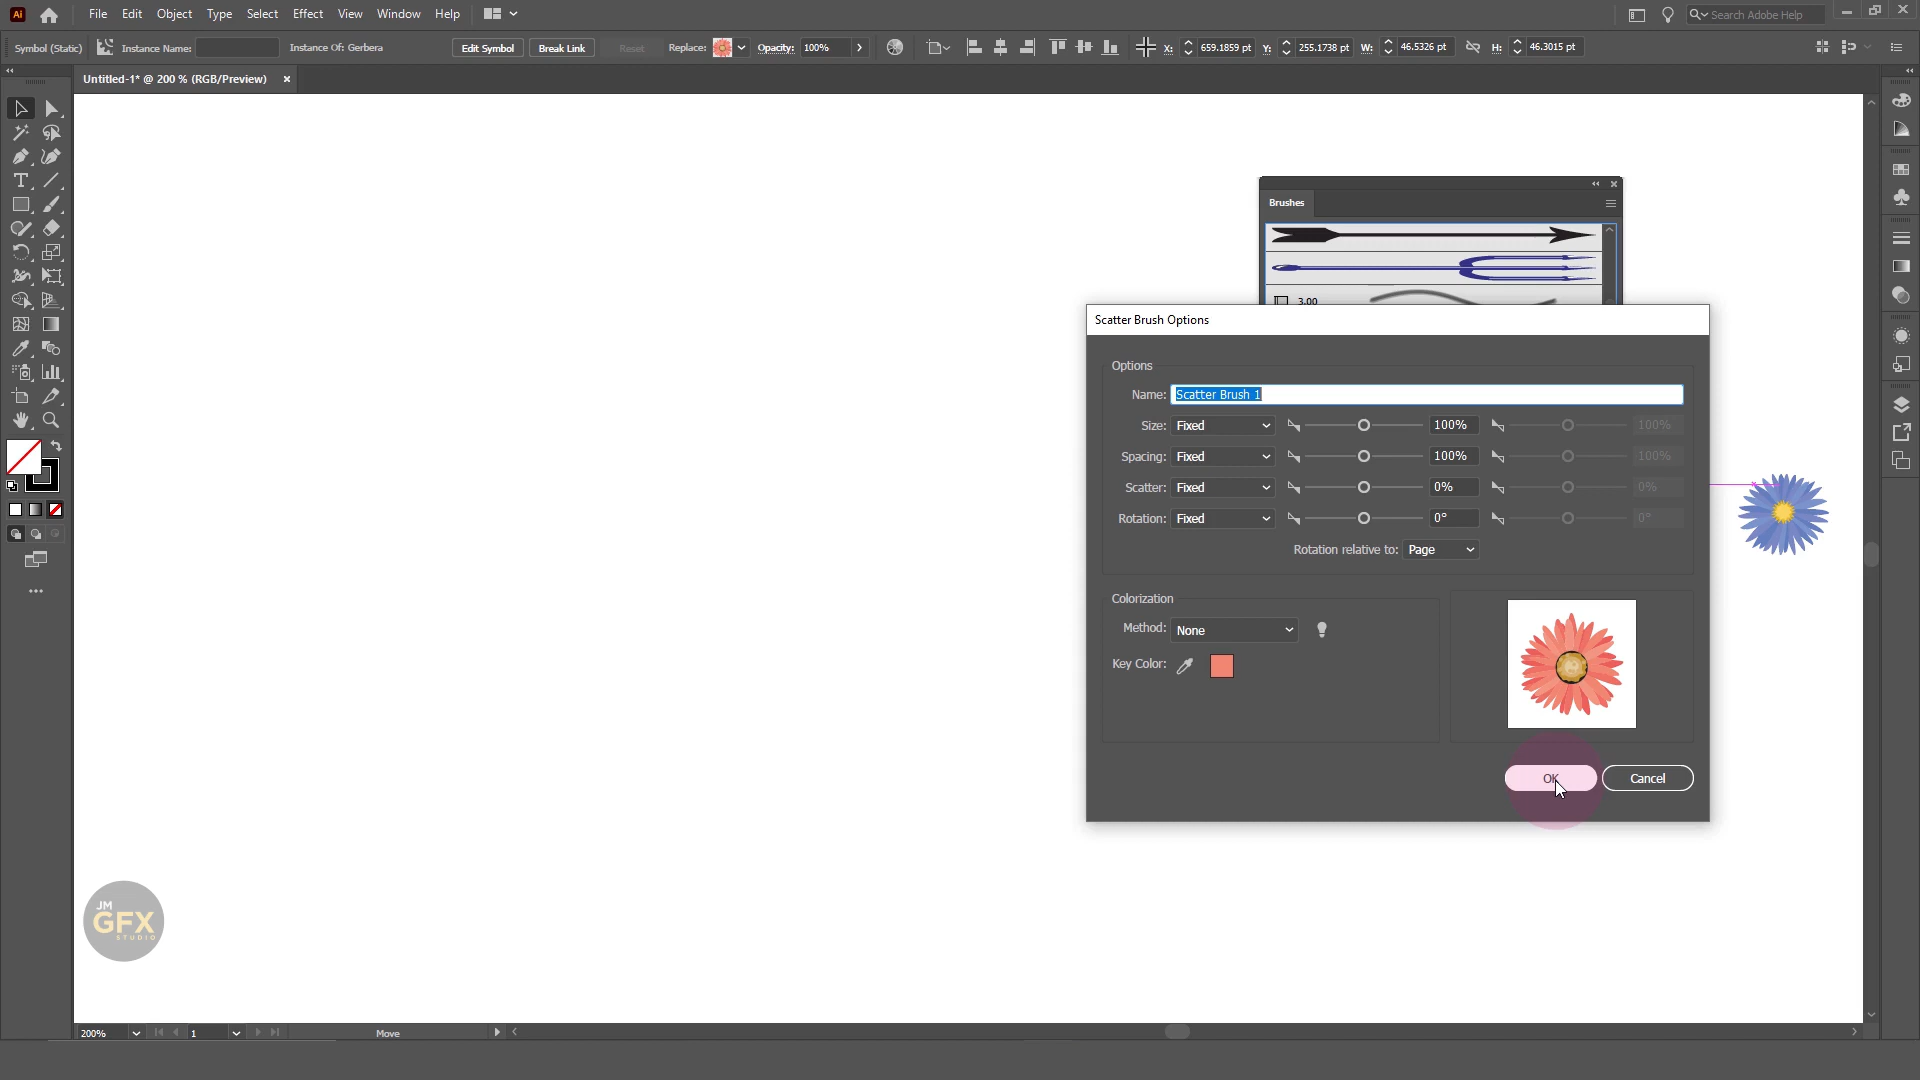 Ai File Edit Object Type Select Effect View Window Help Search Adobe Help
Symbol (Static) Instance Name: Instance Of: Gerbera Edit Symbol Break Link Reset Replace: Opacity: 100% X: 659.1859 pt Y: 255.1738 pt W: 46.5326 pt H: 46.3015 pt
Untitled-1* @ 200 % (RGB/Preview)
Brushes
3.00
Scatter Brush Options
Options
Name: Scatter Brush 1
Size: Fixed 100% 100%
Spacing: Fixed 100% 100%
Scatter: Fixed 0% 0%
Rotation: Fixed 0° 0°
Rotation relative to: Page
Colorization
Method: None
Key Color:
OK Cancel
JM
GFX
STUDIO
200% 1 Move